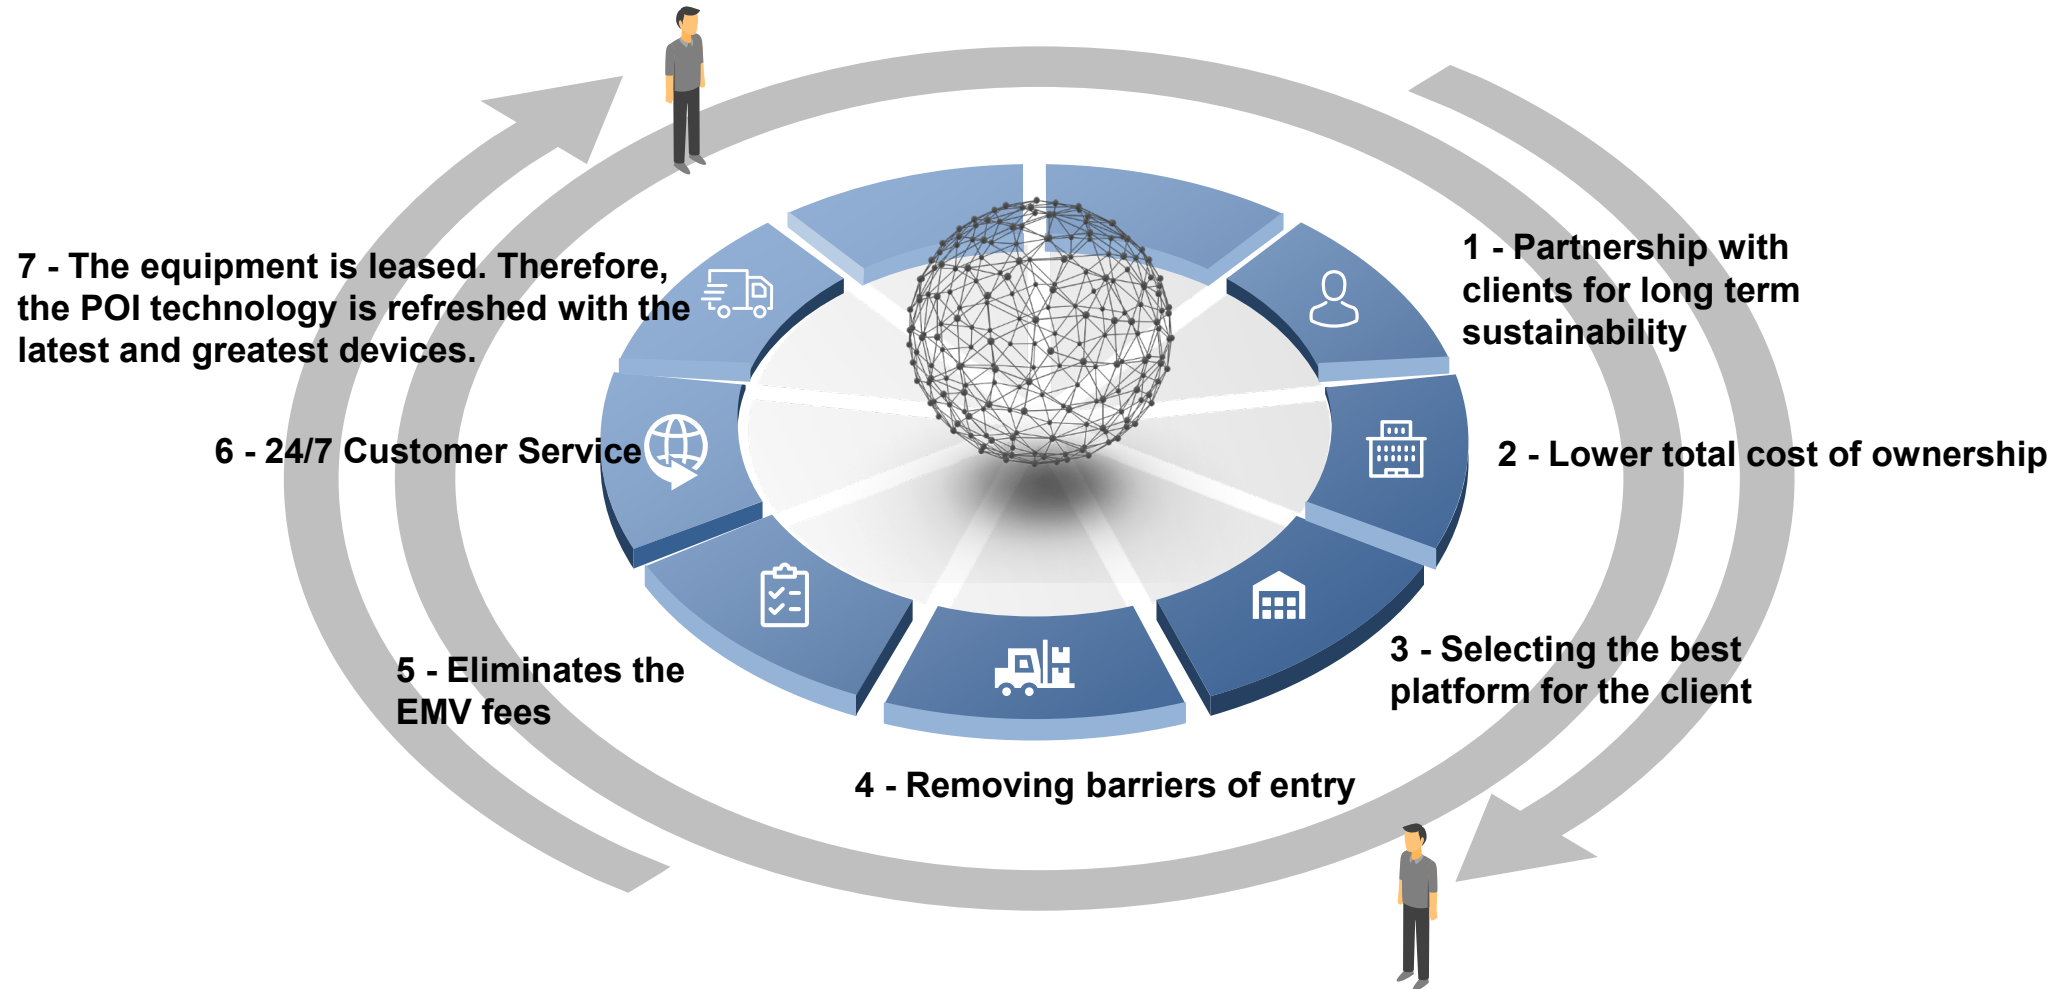 1 - Partnership with
clients for long term
sustainability
2 - Lower total cost of ownership
3 - Selecting the best
platform for the client
4 - Removing barriers of entry
5 - Eliminates the
EMV fees
6 - 24/7 Customer Service
7 - The equipment is leased. Therefore,
the POI technology is refreshed with the
latest and greatest devices.